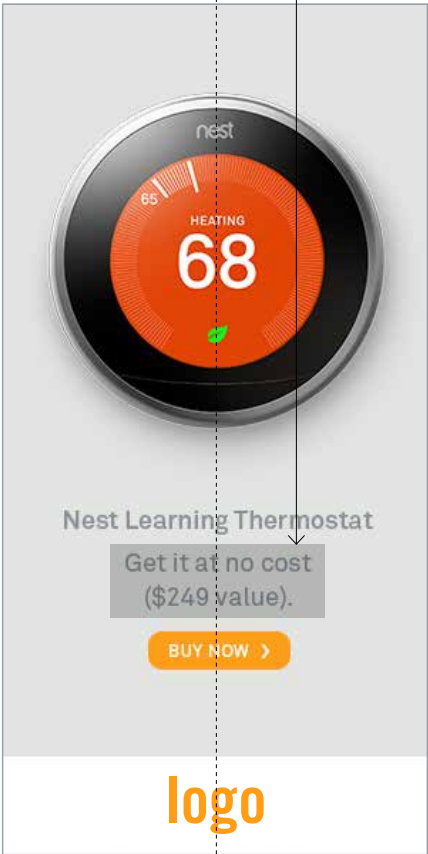 nest
65
HEATING
68
Nest Learning Thermostat
Get it at no cost
($249 value).
BUY NOW ❯
logo